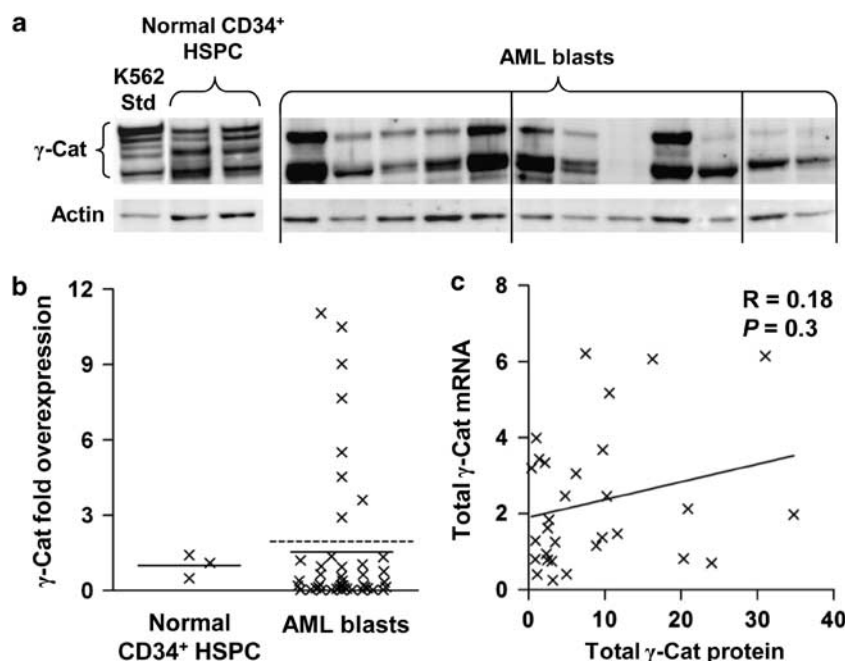 a
Normal CD34⁺
HSPC
K562
Std
AML blasts
γ-Cat
Actin
b
γ-Cat fold overexpression
12
9
6
3
0
Normal
CD34⁺ HSPC
AML blasts
c
Total γ-Cat mRNA
8
6
4
2
0
R = 0.18
P = 0.3
0
10
20
30
40
Total γ-Cat protein